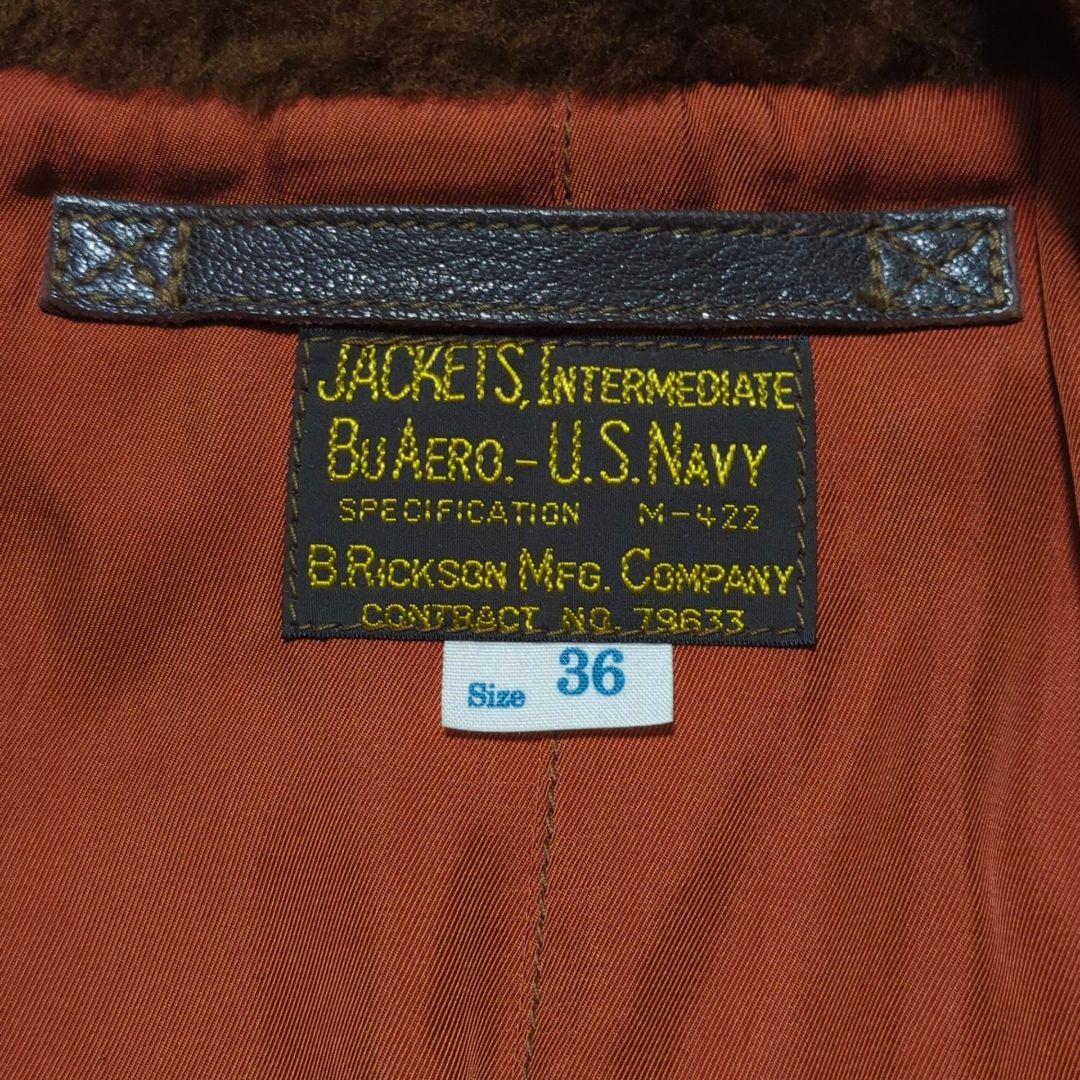 JACKETS, INTERMEDIATE
BUAERO.-U.S. NAVY
SPECIFICATION M-422
B.RICKSON MFG. COMPANY
CONTRACT NO. 79633
Size 36